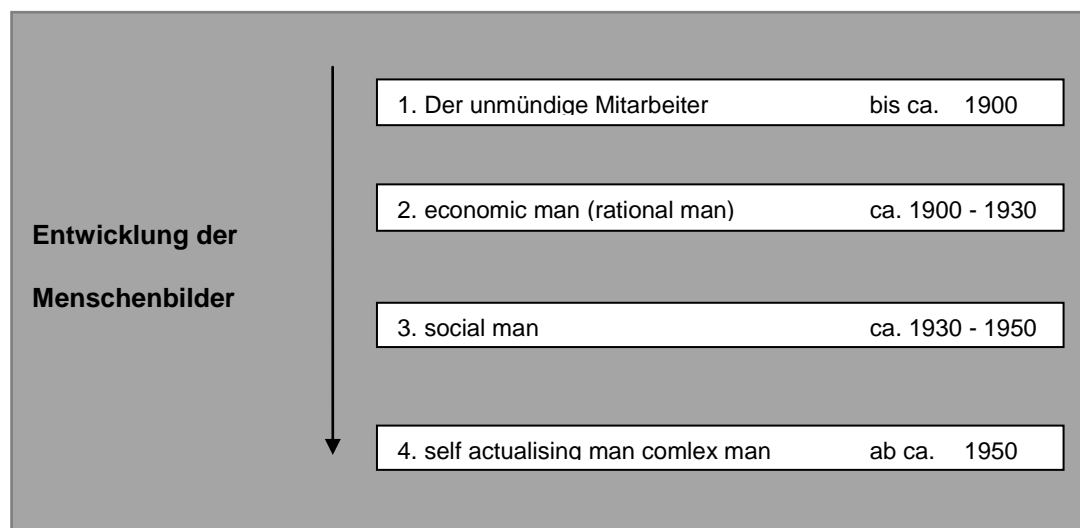 1. Der unmündige Mitarbeiter bis ca. 1900
2. economic man (rational man) ca. 1900 - 1930
Entwicklung der
Menschenbilder
3. social man ca. 1930 - 1950
4. self actualising man comlex man ab ca. 1950